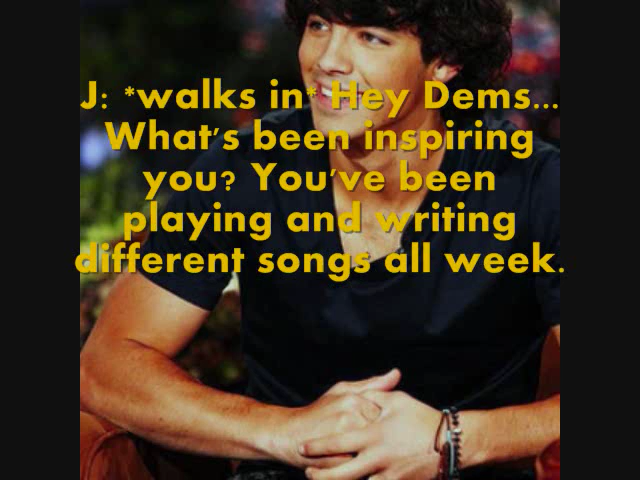 J: *walks in* Hey Dems...
What's been inspiring
you? You've been
playing and writing
different songs all week.